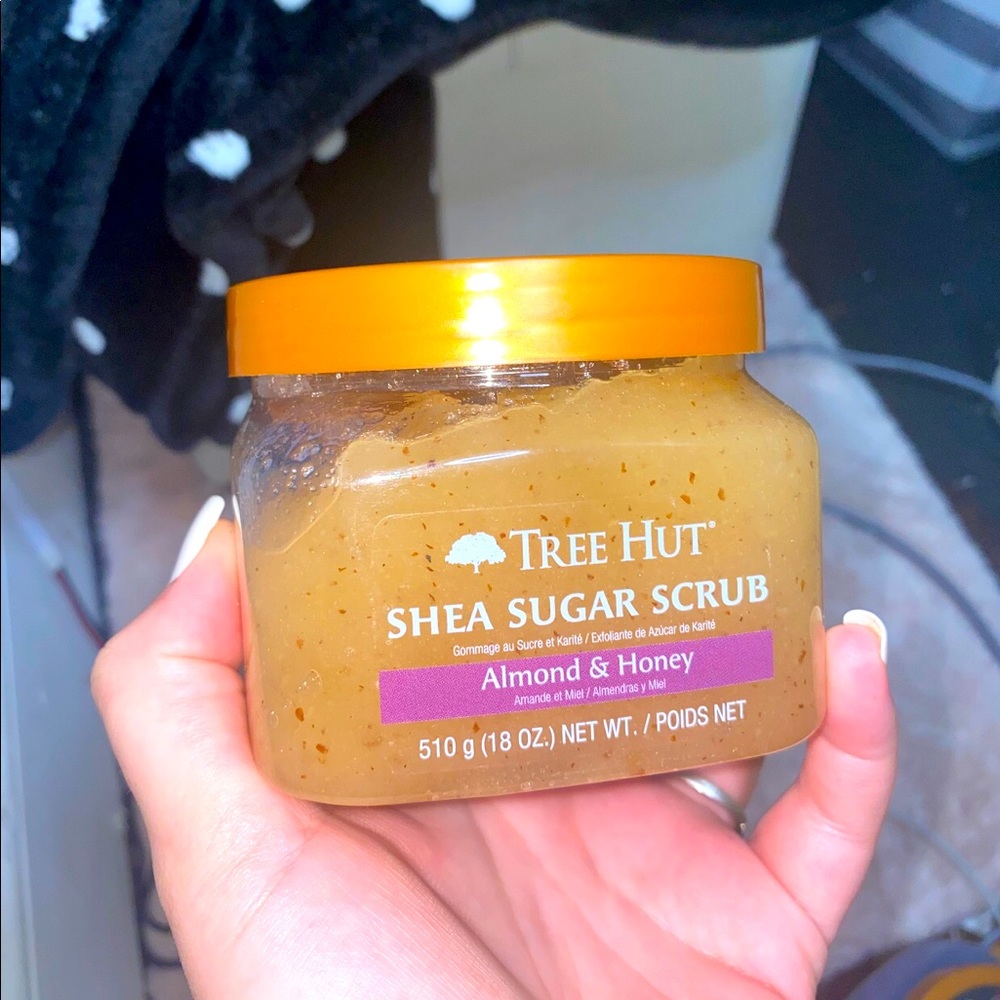 TREE HUT®
SHEA SUGAR SCRUB
Gommage au Sucre et Karité / Exfoliante de Azúcar de Karité
Almond & Honey
Amande et Miel / Almendras y Miel
510 g (18 OZ.) NET WT. / POIDS NET